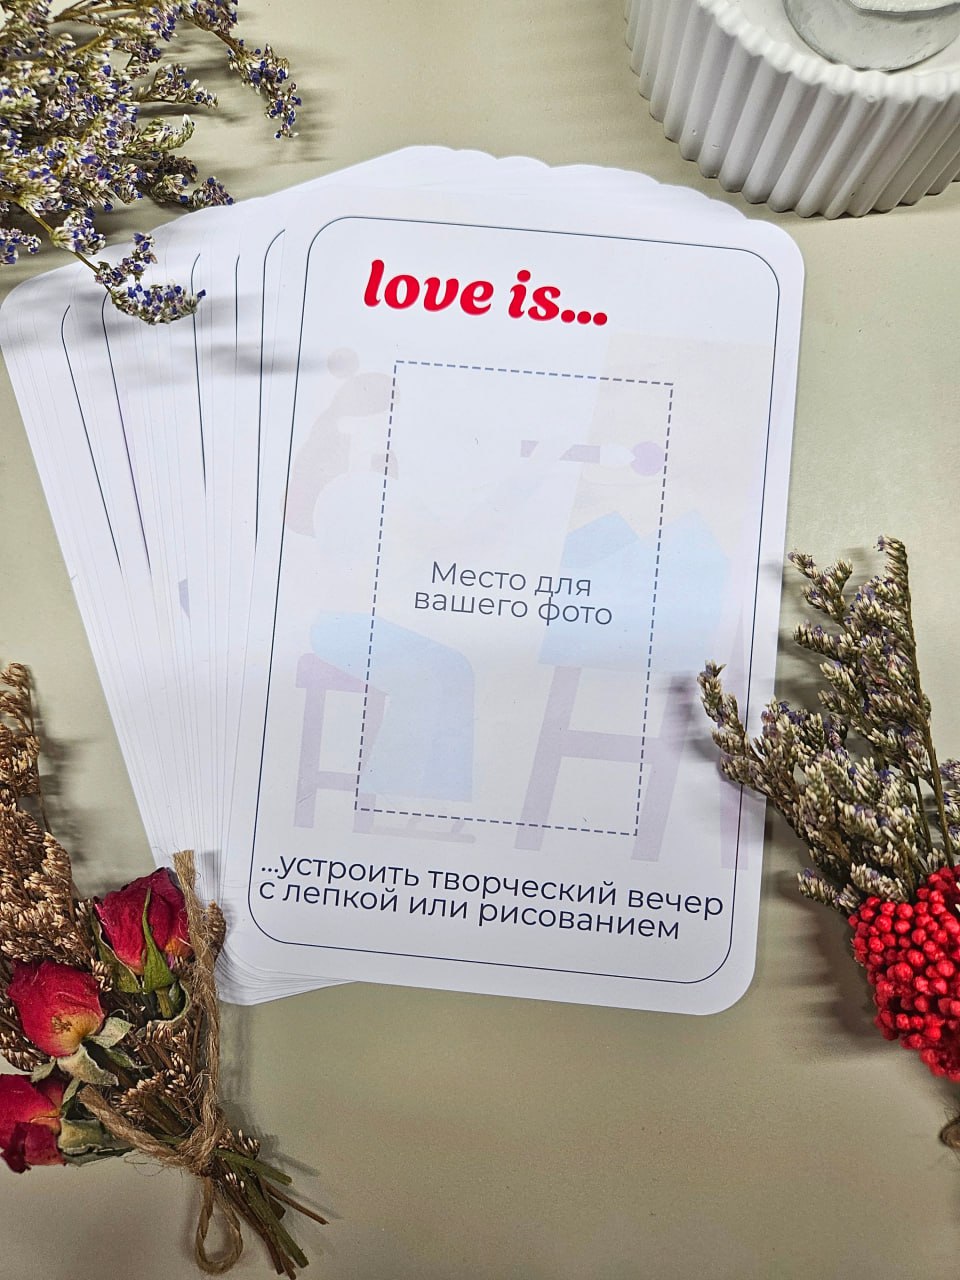 love is...
Место для
вашего фото
...устроить творческий вечер
с лепкой или рисованием